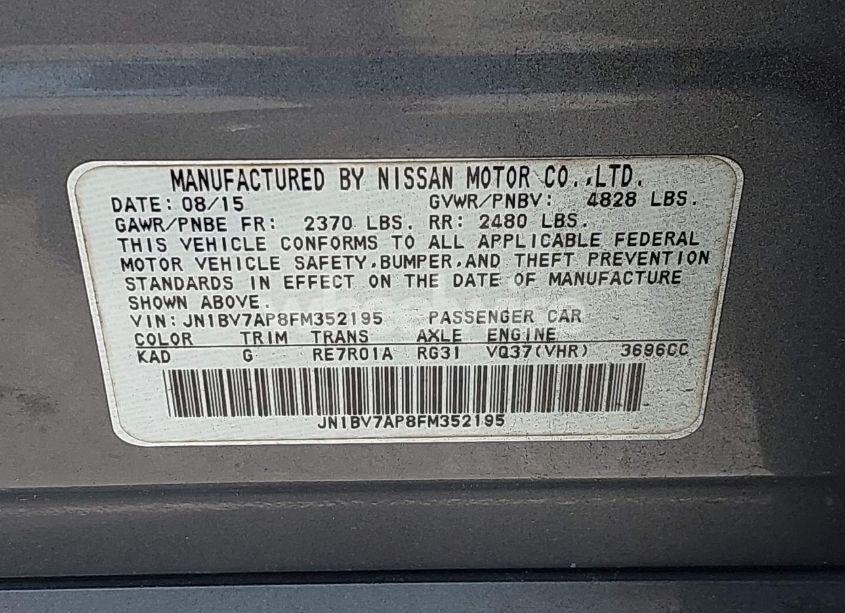 MANUFACTURED BY NISSAN MOTOR CO.,LTD.
DATE: 08/15 GVWR/PNBV: 4828 LBS.
GAWR/PNBE FR: 2370 LBS. RR: 2480 LBS.
THIS VEHICLE CONFORMS TO ALL APPLICABLE FEDERAL
MOTOR VEHICLE SAFETY,BUMPER,AND THEFT PREVENTION
STANDARDS IN EFFECT ON THE DATE OF MANUFACTURE
SHOWN ABOVE.
VIN: JN1BV7AP8FM352195 PASSENGER CAR
COLOR TRIM TRANS AXLE ENGINE
KAD G RE7R01A RG31 VQ37(VHR) 3696CC
JN1BV7AP8FM352195